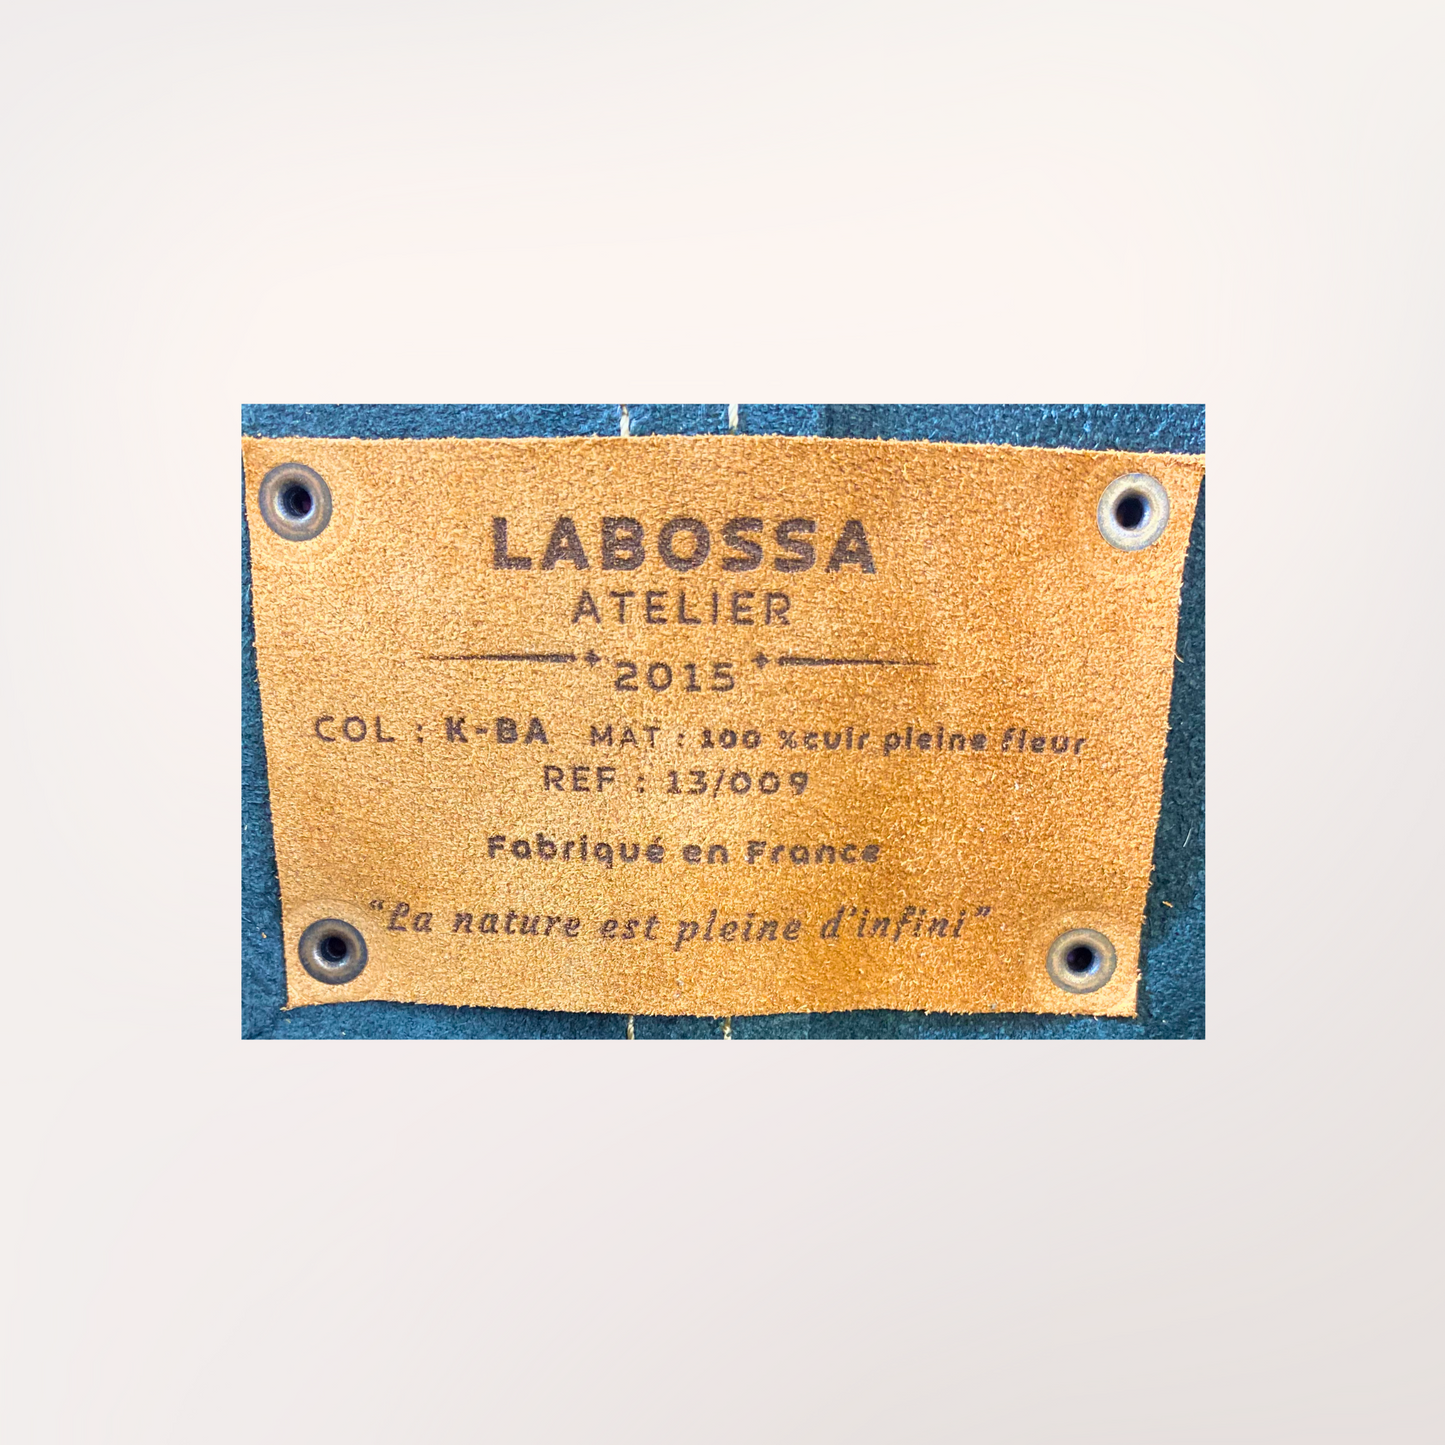 LABOSSA
ATELIER
2015
COL : K-BA MAT : 100 %cuir pleine fleur
REF : 13/009
Fabriqué en France
“La nature est pleine d'infini”